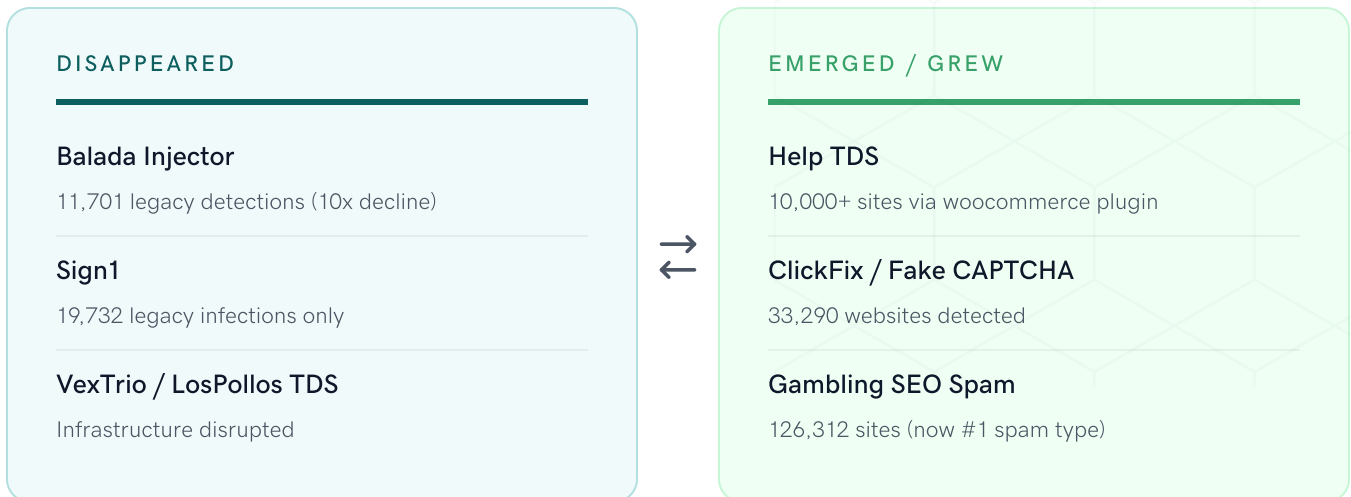 DISAPPEARED
Balada Injector
11,701 legacy detections (10x decline)
Sign1
19,732 legacy infections only
VexTrio / LosPollos TDS
Infrastructure disrupted
EMERGED / GREW
Help TDS
10,000+ sites via woocommerce plugin
ClickFix / Fake CAPTCHA
33,290 websites detected
Gambling SEO Spam
126,312 sites (now #1 spam type)